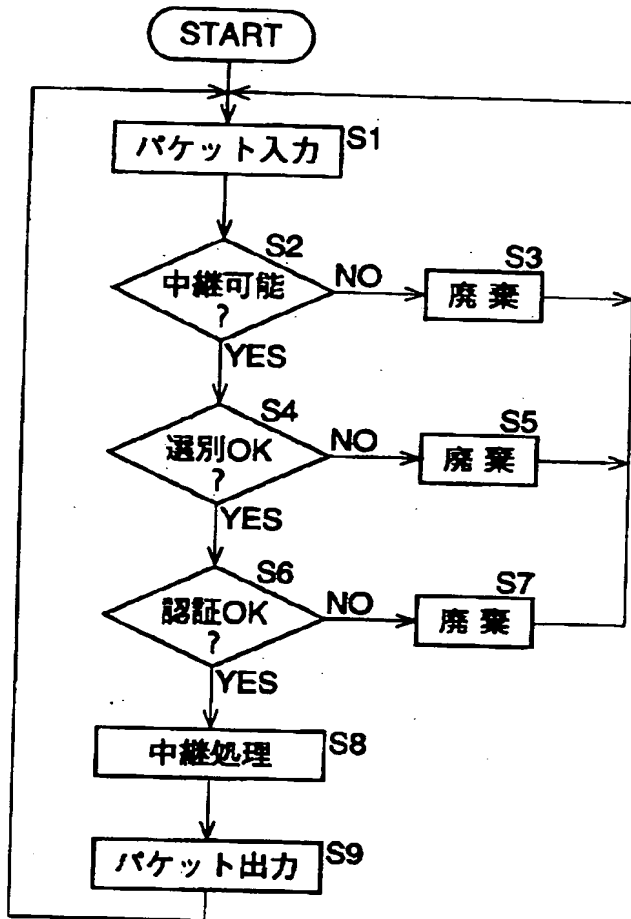 START
パケット入力
S1
S2
中継可能
?
NO
S3
廃棄
YES
S4
選別OK
?
NO
S5
廃棄
YES
S6
認証OK
?
NO
S7
廃棄
YES
中継処理
S8
パケット出力
S9